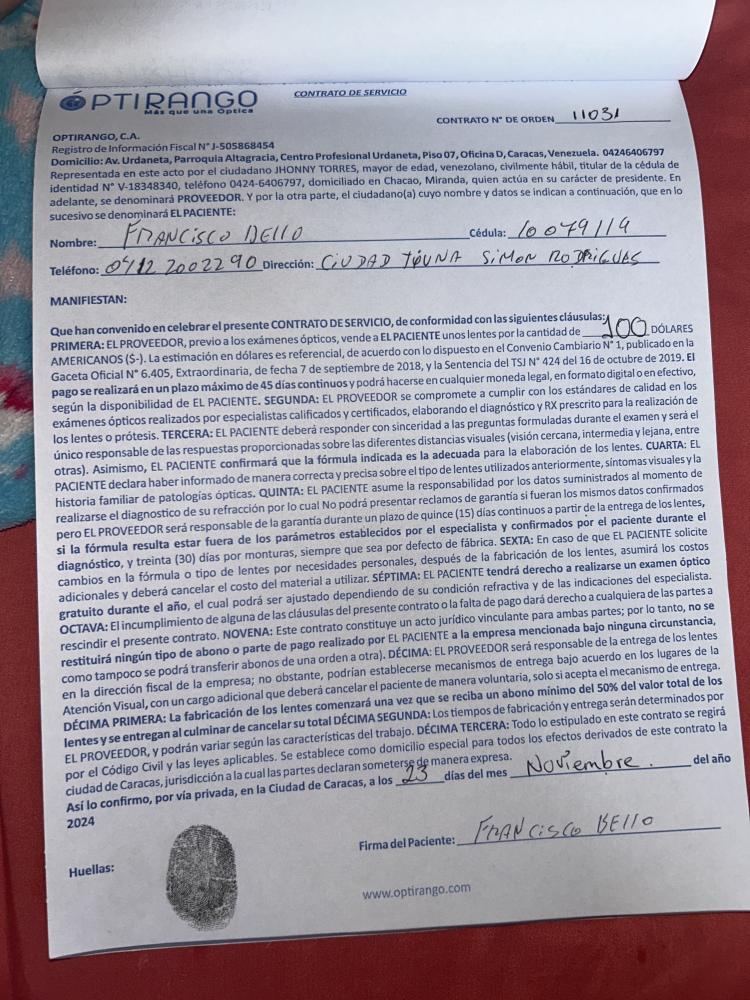 ÓPTIRANGO
Más que una Óptica
CONTRATO DE SERVICIO
CONTRATO N° DE ORDEN 11031
OPTIRANGO, C.A.
Registro de Información Fiscal N° J-505868454
Domicilio: Av. Urdaneta, Parroquia Altagracia, Centro Profesional Urdaneta, Piso 07, Oficina D, Caracas, Venezuela. 04246406797
Representada en este acto por el ciudadano JHONNY TORRES, mayor de edad, venezolano, civilmente hábil, titular de la cédula de
identidad N° V-18348340, teléfono 0424-6406797, domiciliado en Chacao, Miranda, quien actúa en su carácter de presidente. En
adelante, se denominará PROVEEDOR. Y por la otra parte, el ciudadano(a) cuyo nombre y datos se indican a continuación, que en lo
sucesivo se denominará EL PACIENTE:
Nombre: FRANCISCO BELLO Cédula: 10079119
Teléfono: 0412 2002290 Dirección: CIUDAD TIUNA SIMON RODRIGUAS
MANIFIESTAN:
Que han convenido en celebrar el presente CONTRATO DE SERVICIO, de conformidad con las siguientes cláusulas:
PRIMERA: EL PROVEEDOR, previo a los exámenes ópticos, vende a EL PACIENTE unos lentes por la cantidad de 100 DÓLARES
AMERICANOS ($-). La estimación en dólares es referencial, de acuerdo con lo dispuesto en el Convenio Cambiario N° 1, publicado en la
Gaceta Oficial N° 6.405, Extraordinaria, de fecha 7 de septiembre de 2018, y la Sentencia del TSJ N° 424 del 16 de octubre de 2019. El
pago se realizará en un plazo máximo de 45 días continuos y podrá hacerse en cualquier moneda legal, en formato digital o en efectivo,
según la disponibilidad de EL PACIENTE. SEGUNDA: EL PROVEEDOR se compromete a cumplir con los estándares de calidad en los
exámenes ópticos realizados por especialistas calificados y certificados, elaborando el diagnóstico y RX prescrito para la realización de
los lentes o prótesis. TERCERA: EL PACIENTE deberá responder con sinceridad a las preguntas formuladas durante el examen y será el
único responsable de las respuestas proporcionadas sobre las diferentes distancias visuales (visión cercana, intermedia y lejana, entre
otras). Asimismo, EL PACIENTE confirmará que la fórmula indicada es la adecuada para la elaboración de los lentes. CUARTA: EL
PACIENTE declara haber informado de manera correcta y precisa sobre el tipo de lentes utilizados anteriormente, síntomas visuales y la
historia familiar de patologías ópticas. QUINTA: EL PACIENTE asume la responsabilidad por los datos suministrados al momento de
realizarse el diagnostico de su refracción por lo cual No podrá presentar reclamos de garantía si fueran los mismos datos confirmados
pero EL PROVEEDOR será responsable de la garantía durante un plazo de quince (15) días continuos a partir de la entrega de los lentes,
si la fórmula resulta estar fuera de los parámetros establecidos por el especialista y confirmados por el paciente durante el
diagnóstico, y treinta (30) días por monturas, siempre que sea por defecto de fábrica. SEXTA: En caso de que EL PACIENTE solicite
cambios en la fórmula o tipo de lentes por necesidades personales, después de la fabricación de los lentes, asumirá los costos
adicionales y deberá cancelar el costo del material a utilizar. SÉPTIMA: EL PACIENTE tendrá derecho a realizarse un examen óptico
gratuito durante el año, el cual podrá ser ajustado dependiendo de su condición refractiva y de las indicaciones del especialista.
OCTAVA: El incumplimiento de alguna de las cláusulas del presente contrato o la falta de pago dará derecho a cualquiera de las partes a
rescindir el presente contrato. NOVENA: Este contrato constituye un acto jurídico vinculante para ambas partes; por lo tanto, no se
restituirá ningún tipo de abono o parte de pago realizado por EL PACIENTE a la empresa mencionada bajo ninguna circunstancia,
como tampoco se podrá transferir abonos de una orden a otra). DÉCIMA: EL PROVEEDOR será responsable de la entrega de los lentes
en la dirección fiscal de la empresa; no obstante, podrían establecerse mecanismos de entrega bajo acuerdo en los lugares de la
Atención Visual, con un cargo adicional que deberá cancelar el paciente de manera voluntaria, solo si acepta el mecanismo de entrega.
DÉCIMA PRIMERA: La fabricación de los lentes comenzará una vez que se reciba un abono mínimo del 50% del valor total de los
lentes y se entregan al culminar de cancelar su total DÉCIMA SEGUNDA: Los tiempos de fabricación y entrega serán determinados por
EL PROVEEDOR, y podrán variar según las características del trabajo. DÉCIMA TERCERA: Todo lo estipulado en este contrato se regirá
por el Código Civil y las leyes aplicables. Se establece como domicilio especial para todos los efectos derivados de este contrato la
ciudad de Caracas, jurisdicción a la cual las partes declaran someterse de manera expresa.
Así lo confirmo, por vía privada, en la Ciudad de Caracas, a los 23 días del mes Noviembre. del año
2024
Firma del Paciente: FRANCISCO BELLO
Huellas:
www.optirango.com